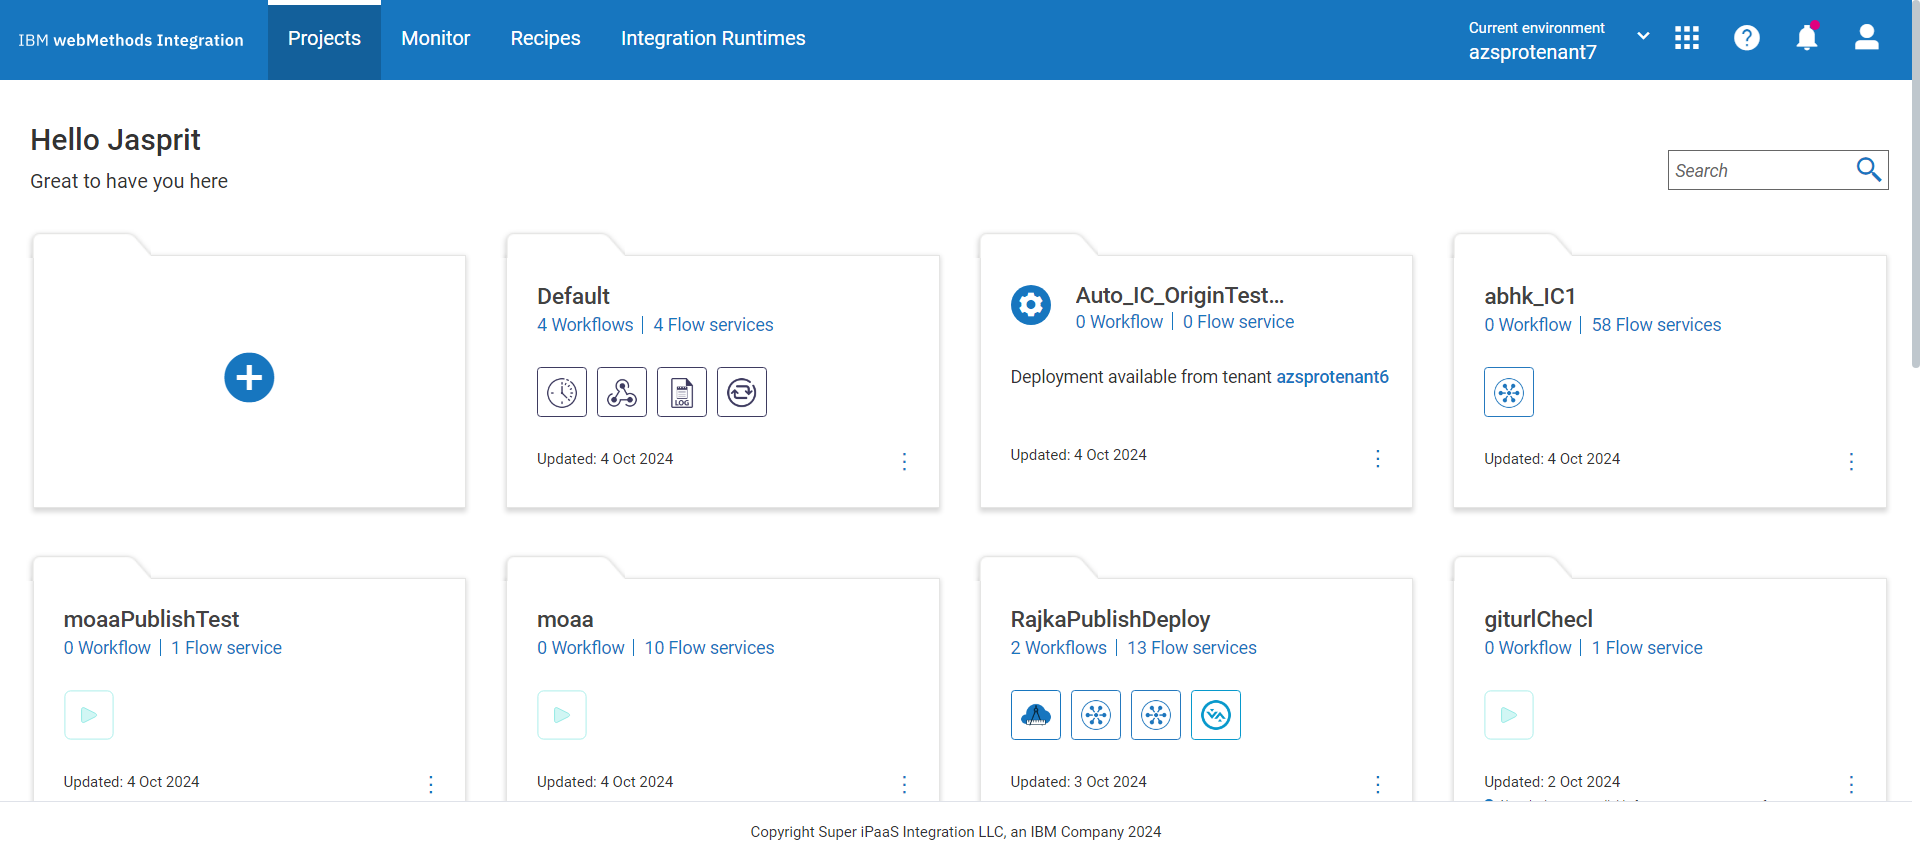 IBM webMethods Integration
Projects
Monitor
Recipes
Integration Runtimes
Current environment
azsprotenant7
Hello Jasprit
Great to have you here
Search
Default
4 Workflows | 4 Flow services
LOG
Updated: 4 Oct 2024
Auto_IC_OriginTest...
0 Workflow | 0 Flow service
Deployment available from tenant azsprotenant6
Updated: 4 Oct 2024
abhk_IC1
0 Workflow | 58 Flow services
Updated: 4 Oct 2024
moaaPublishTest
0 Workflow | 1 Flow service
Updated: 4 Oct 2024
moaa
0 Workflow | 10 Flow services
Updated: 4 Oct 2024
RajkaPublishDeploy
2 Workflows | 13 Flow services
Updated: 3 Oct 2024
giturlChecl
0 Workflow | 1 Flow service
Updated: 2 Oct 2024
Copyright Super iPaaS Integration LLC, an IBM Company 2024